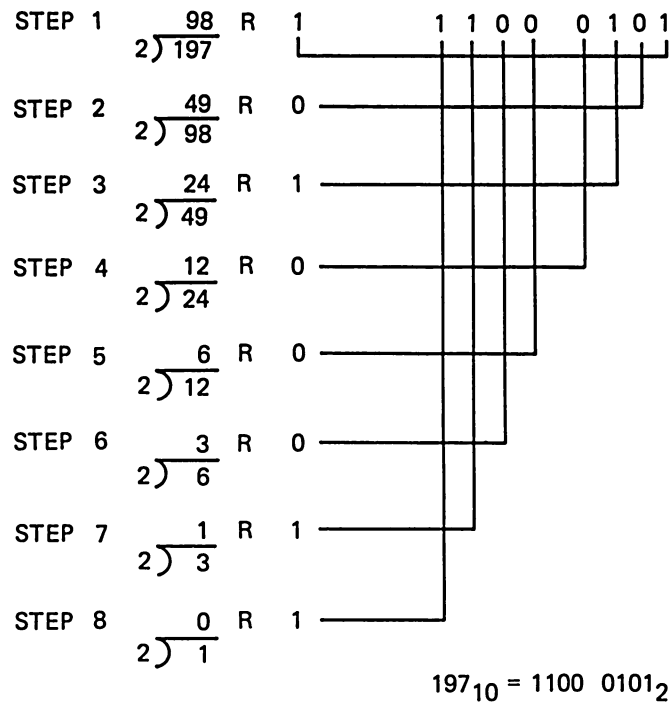 STEP 1 98 R 1 1 1 0 0 0 1 0 1
2) 197
STEP 2 49 R 0
2) 98
STEP 3 24 R 1
2) 49
STEP 4 12 R 0
2) 24
STEP 5 6 R 0
2) 12
STEP 6 3 R 0
2) 6
STEP 7 1 R 1
2) 3
STEP 8 0 R 1
2) 1
197₁₀ = 1100 0101₂